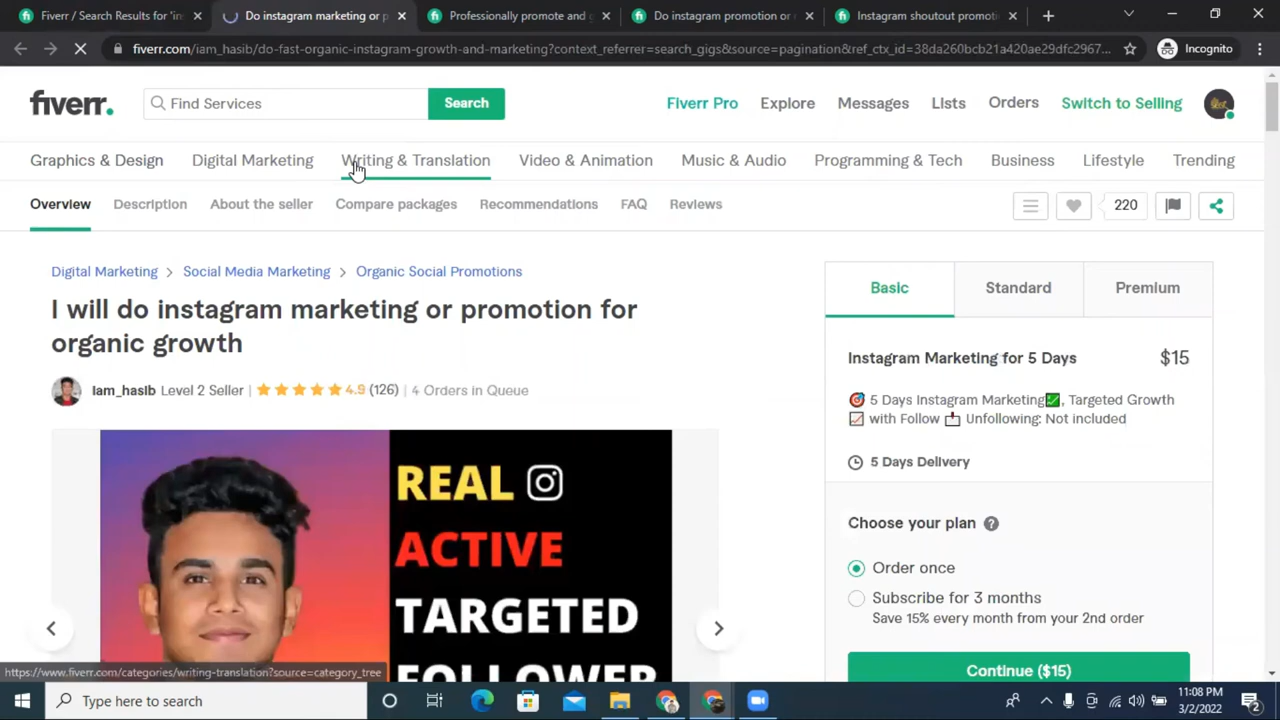 Fiverr / Search Results for 'in
Do instagram marketing or p
Professionally promote and g
Do instagram promotion or m
Instagram shoutout promoti
fiverr.com/iam_hasib/do-fast-organic-instagram-growth-and-marketing?context_referrer=search_gigs&source=pagination&ref_ctx_id=38da260bcb21a420ae29dfc2967...
Incognito
fiverr.
Find Services
Search
Fiverr Pro
Explore
Messages
Lists
Orders
Switch to Selling
Graphics & Design
Digital Marketing
Writing & Translation
Video & Animation
Music & Audio
Programming & Tech
Business
Lifestyle
Trending
Overview
Description
About the seller
Compare packages
Recommendations
FAQ
Reviews
220
Digital Marketing > Social Media Marketing > Organic Social Promotions
I will do instagram marketing or promotion for
organic growth
Iam_hasib Level 2 Seller | 4.9 (126) | 4 Orders in Queue
REAL
ACTIVE
TARGETED
FOLLOWER
Basic
Standard
Premium
Instagram Marketing for 5 Days $15
🎯 5 Days Instagram Marketing✅, Targeted Growth
📈 with Follow 📩 Unfollowing: Not included
5 Days Delivery
Choose your plan ?
Order once
Subscribe for 3 months
Save 15% every month from your 2nd order
Continue ($15)
https://www.fiverr.com/categories/writing-translation?source=category_tree
Type here to search
11:08 PM
3/2/2022
2